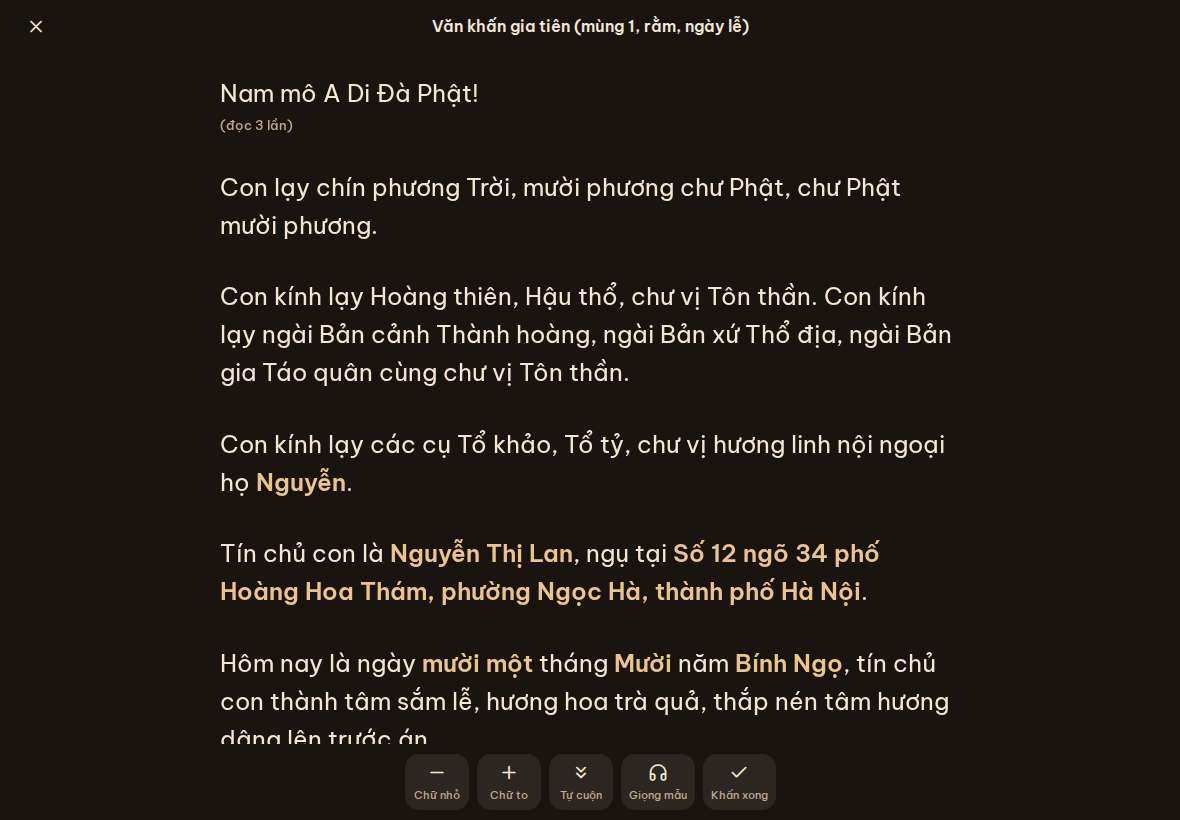 Văn khấn gia tiên (mùng 1, rằm, ngày lễ)
Nam mô A Di Đà Phật!
(đọc 3 lần)
Con lạy chín phương Trời, mười phương chư Phật, chư Phật
mười phương.
Con kính lạy Hoàng thiên, Hậu thổ, chư vị Tôn thần. Con kính
lạy ngài Bản cảnh Thành hoàng, ngài Bản xứ Thổ địa, ngài Bản
gia Táo quân cùng chư vị Tôn thần.
Con kính lạy các cụ Tổ khảo, Tổ tỷ, chư vị hương linh nội ngoại
họ Nguyễn.
Tín chủ con là Nguyễn Thị Lan, ngụ tại Số 12 ngõ 34 phố
Hoàng Hoa Thám, phường Ngọc Hà, thành phố Hà Nội.
Hôm nay là ngày mười một tháng Mười năm Bính Ngọ, tín chủ
con thành tâm sắm lễ, hương hoa trà quả, thắp nén tâm hương
dâng lên trước án.
Chữ nhỏ
Chữ to
Tự cuộn
Giọng mẫu
Khấn xong